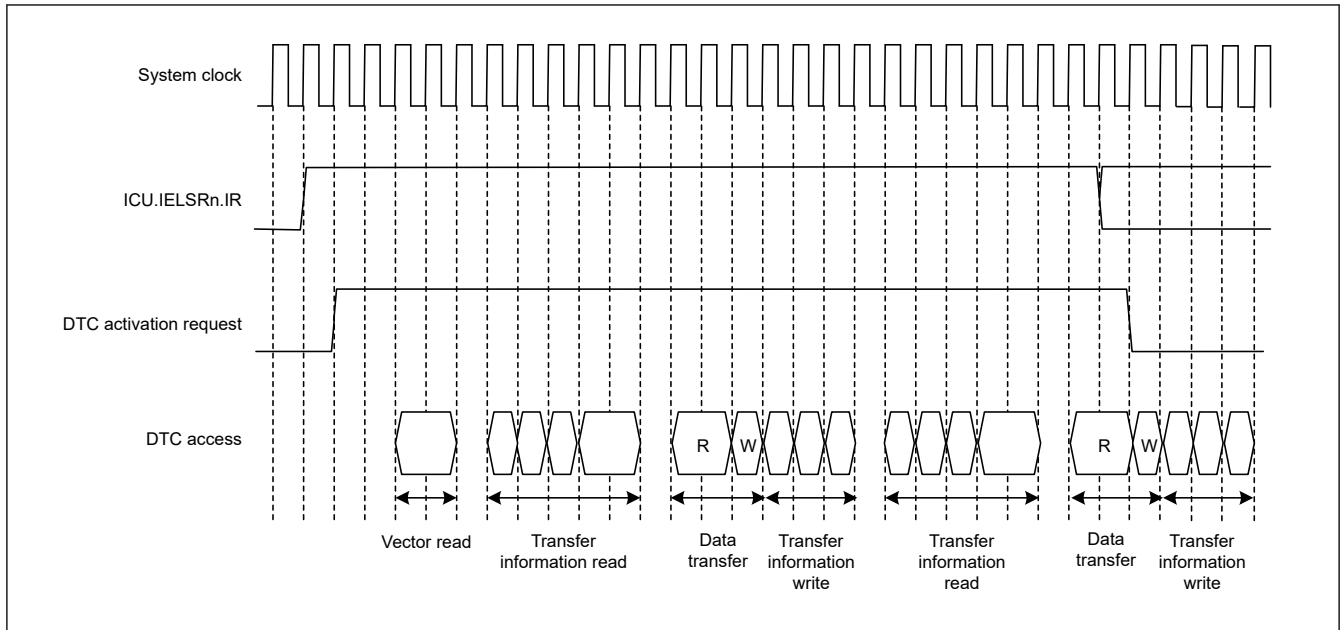 System clock
ICU.IELSRn.IR
DTC activation request
DTC access
R
W
R
W
Vector read
Transfer
information read
Data
transfer
Transfer
information
write
Transfer
information
read
Data
transfer
Transfer
information
write